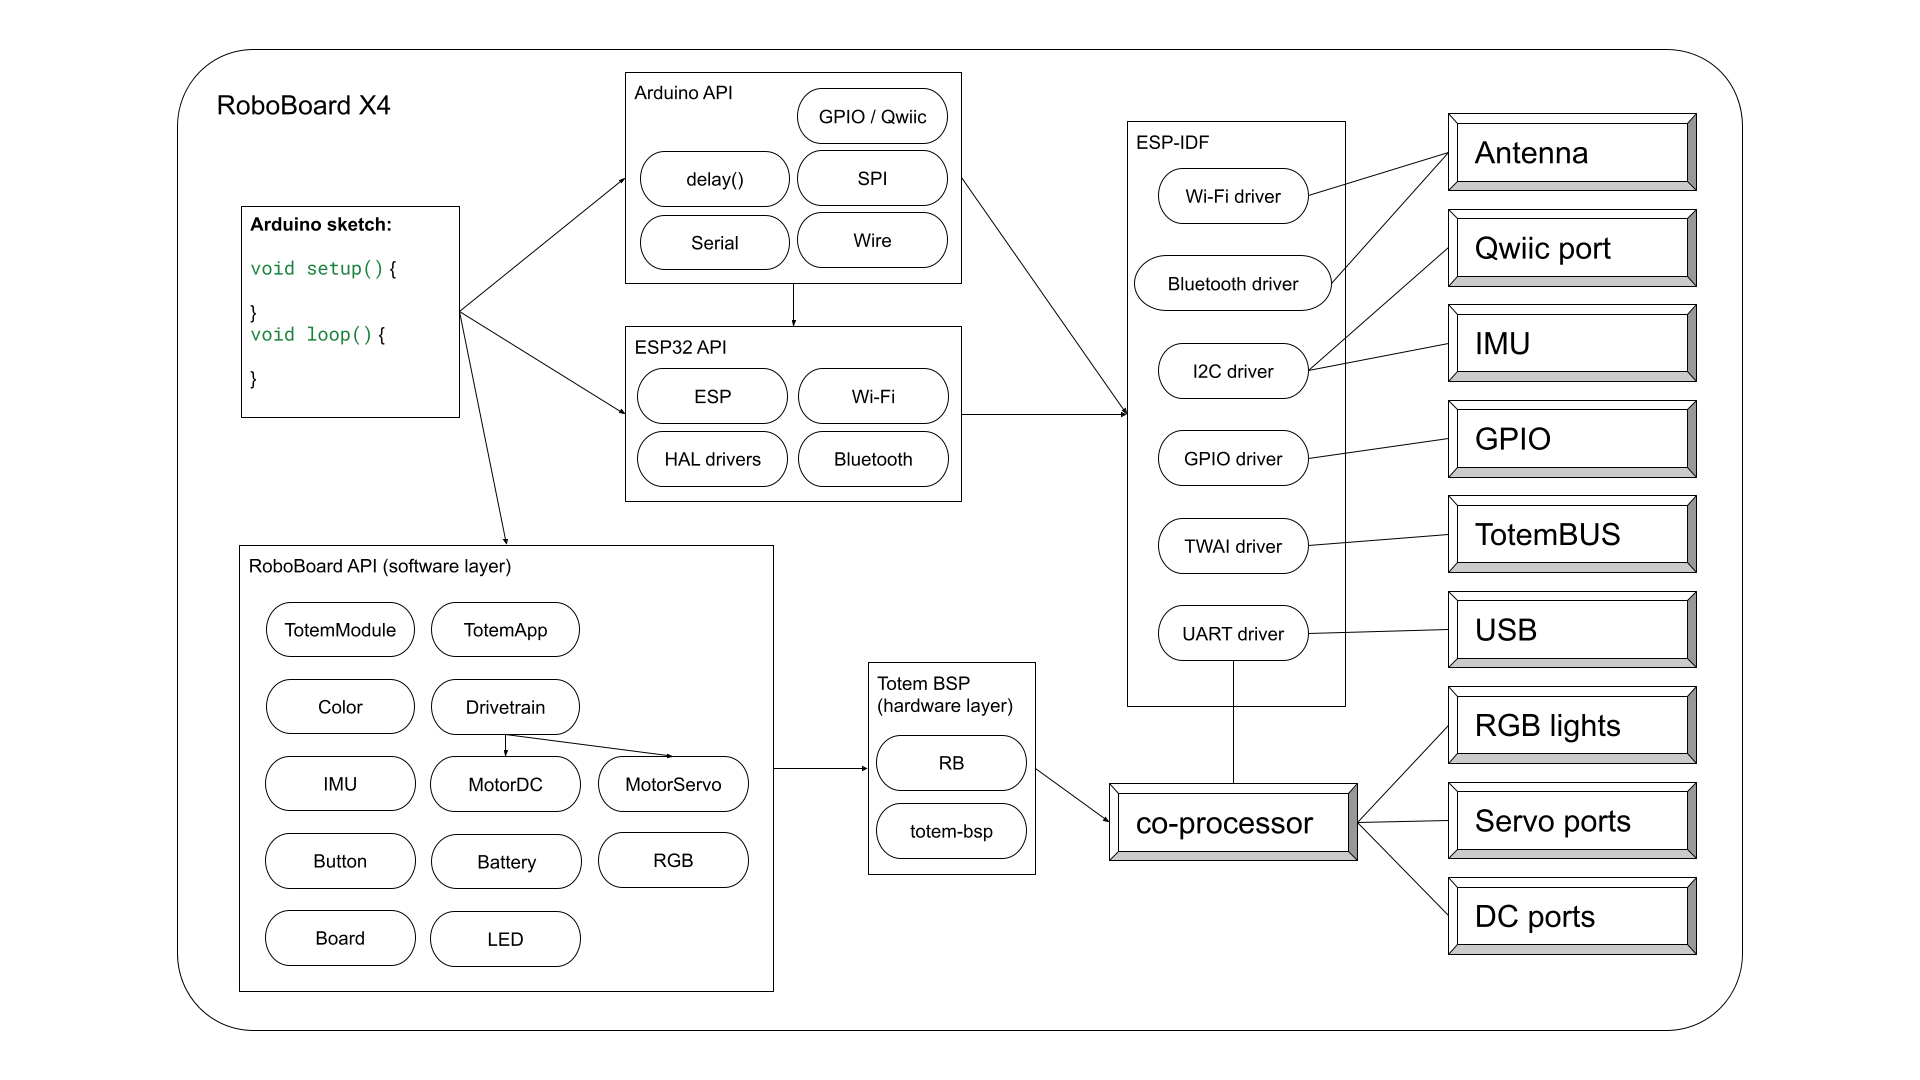 RoboBoard X4
Arduino sketch:
void setup() {
}
void loop() {
}
Arduino API
GPIO / Qwiic
delay()
SPI
Serial
Wire
ESP32 API
ESP
Wi-Fi
HAL drivers
Bluetooth
RoboBoard API (software layer)
TotemModule
TotemApp
Color
Drivetrain
IMU
MotorDC
MotorServo
Button
Battery
RGB
Board
LED
Totem BSP
(hardware layer)
RB
totem-bsp
ESP-IDF
Wi-Fi driver
Bluetooth driver
I2C driver
GPIO driver
TWAI driver
UART driver
co-processor
Antenna
Qwiic port
IMU
GPIO
TotemBUS
USB
RGB lights
Servo ports
DC ports